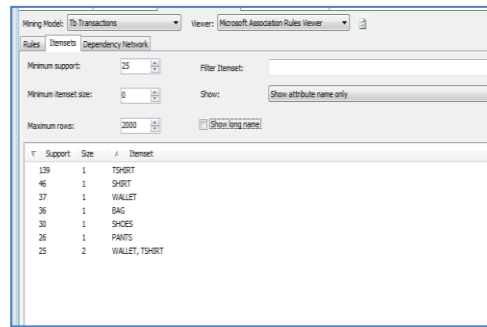 Mining Model: Tb Transactions Viewer: Microsoft Association Rules Viewer
Rules Itemsets Dependency Network
Minimum support: 25 Filter Itemset:
Minimum itemset size: 0 Show: Show attribute name only
Maximum rows: 2000 Show long name
Support Size Itemset
139 1 TSHIRT
46 1 SHIRT
37 1 WALLET
36 1 BAG
30 1 SHOES
26 1 PANTS
25 2 WALLET, TSHIRT